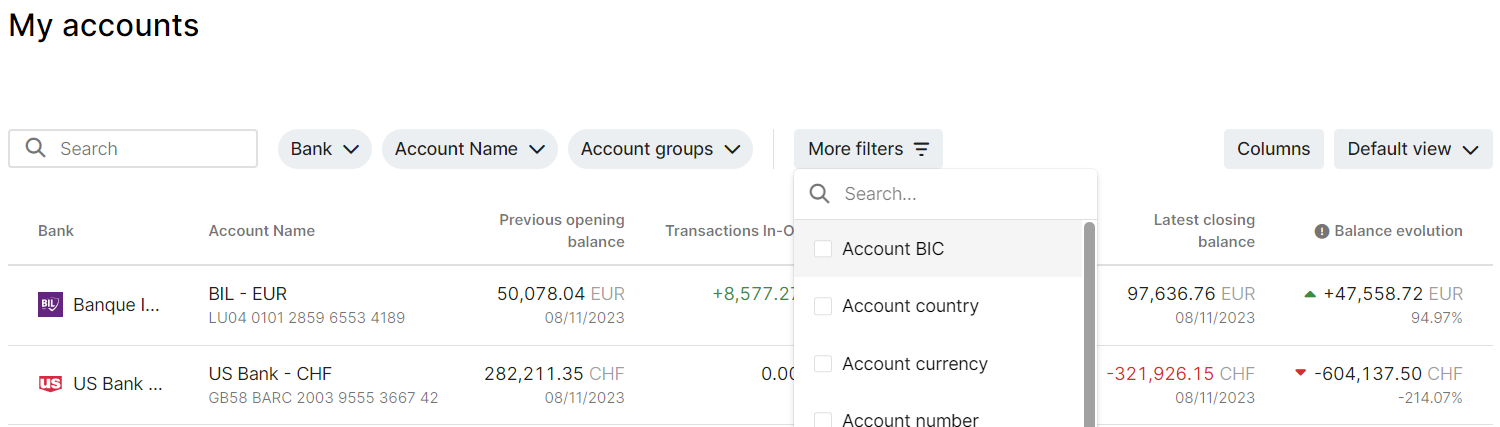 My accounts
Search
Bank
Account Name
Account groups
More filters
Columns
Default view
Search...
Bank
Account Name
Previous opening
balance
Transactions In-O
Latest closing
balance
Balance evolution
Account BIC
Account country
Account currency
Account number
BIL
Banque I...
BIL - EUR
LU04 0101 2859 6553 4189
50,078.04 EUR
08/11/2023
+8,577.27
97,636.76 EUR
08/11/2023
+47,558.72 EUR
94.97%
US
US Bank ...
US Bank - CHF
GB58 BARC 2003 9555 3667 42
282,211.35 CHF
08/11/2023
0.00
-321,926.15 CHF
08/11/2023
-604,137.50 CHF
-214.07%